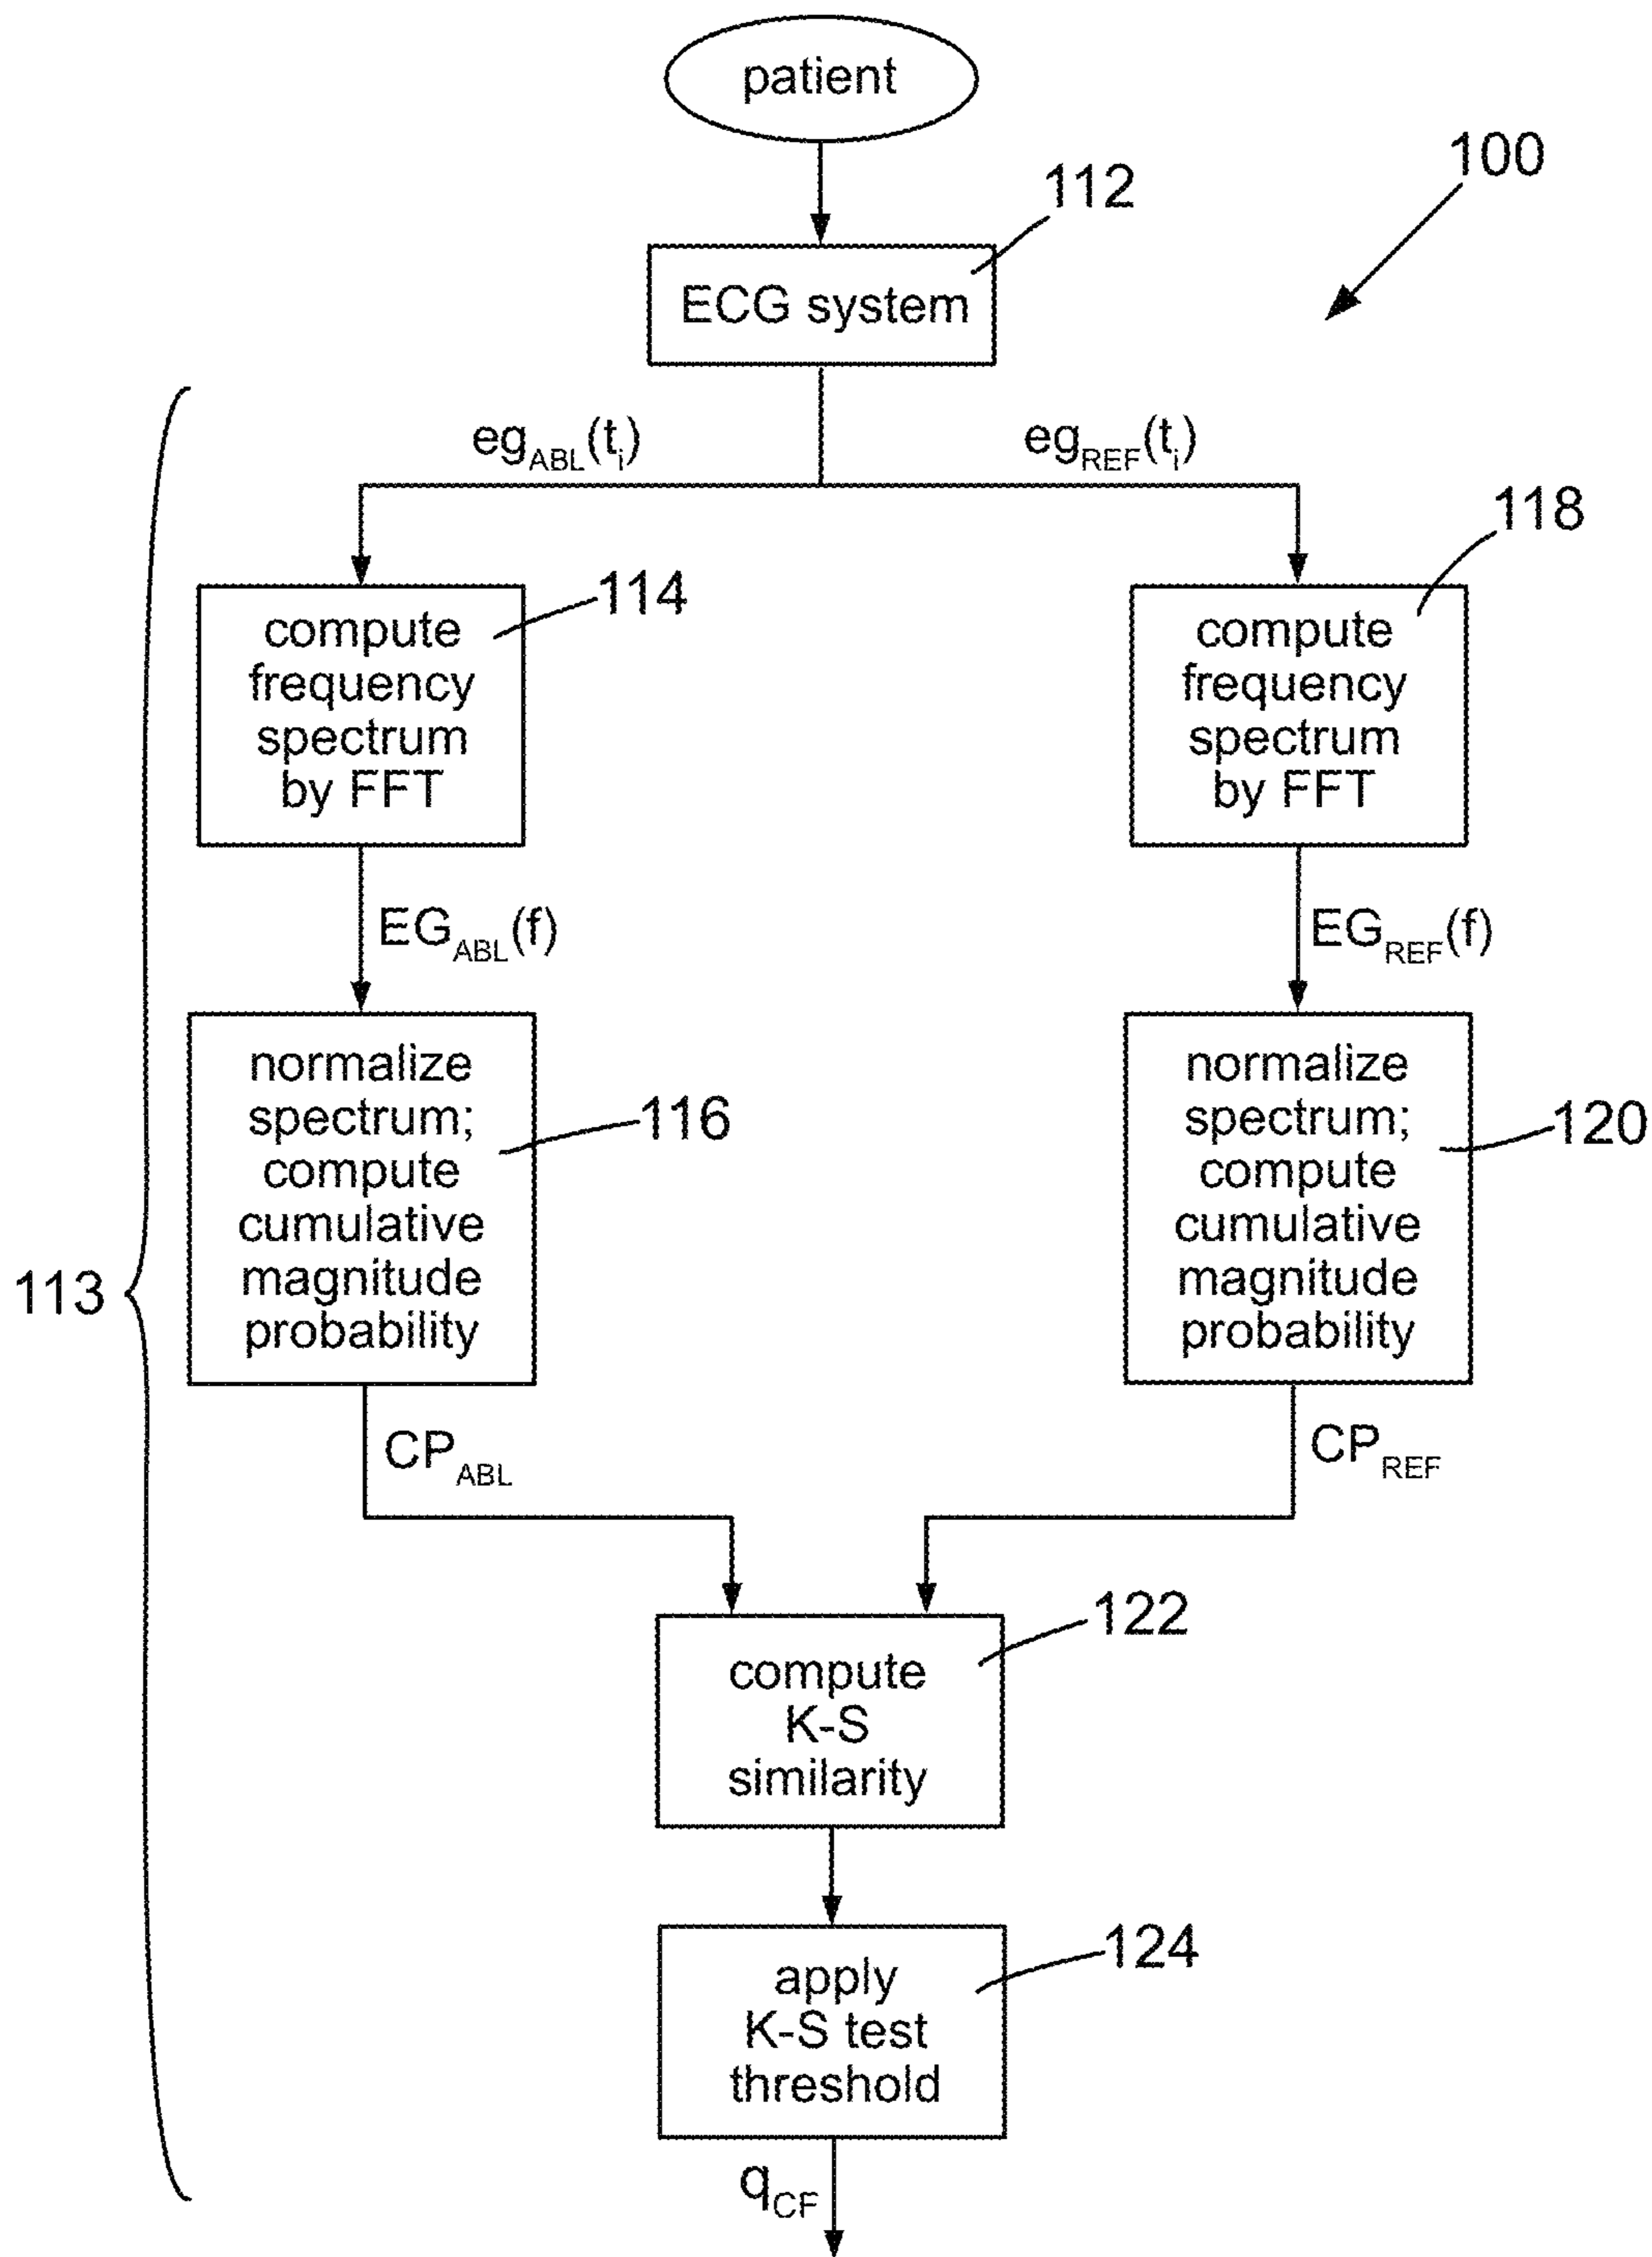 patient
100
112
ECG system
eg_ABL(t_i)
eg_REF(t_i)
118
114
compute
frequency
spectrum
by FFT
compute
frequency
spectrum
by FFT
EG_ABL(f)
EG_REF(f)
normalize
spectrum;
compute
cumulative
magnitude
probability
116
normalize
spectrum;
compute
cumulative
magnitude
probability
120
113
CP_ABL
CP_REF
122
compute
K-S
similarity
124
apply
K-S test
threshold
q_CF